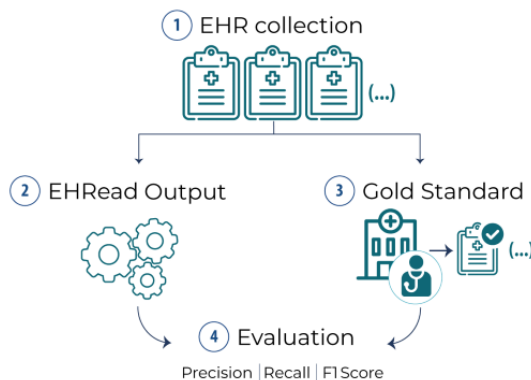 1 EHR collection
(...)
2 EHRead Output
3 Gold Standard
(...)
4 Evaluation
Precision | Recall | F1 Score